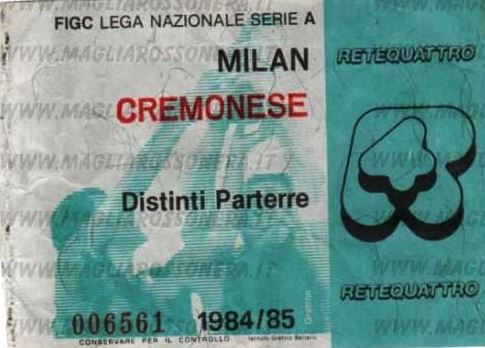 FIGC LEGA NAZIONALE SERIE A
MILAN
CREMONESE
Distinti Parterre
006561 1984/85
CONSERVARE PER IL CONTROLLO
RETEQUATTRO
RETEQUATTRO
WWW.MAGLIAROSSONERA.IT